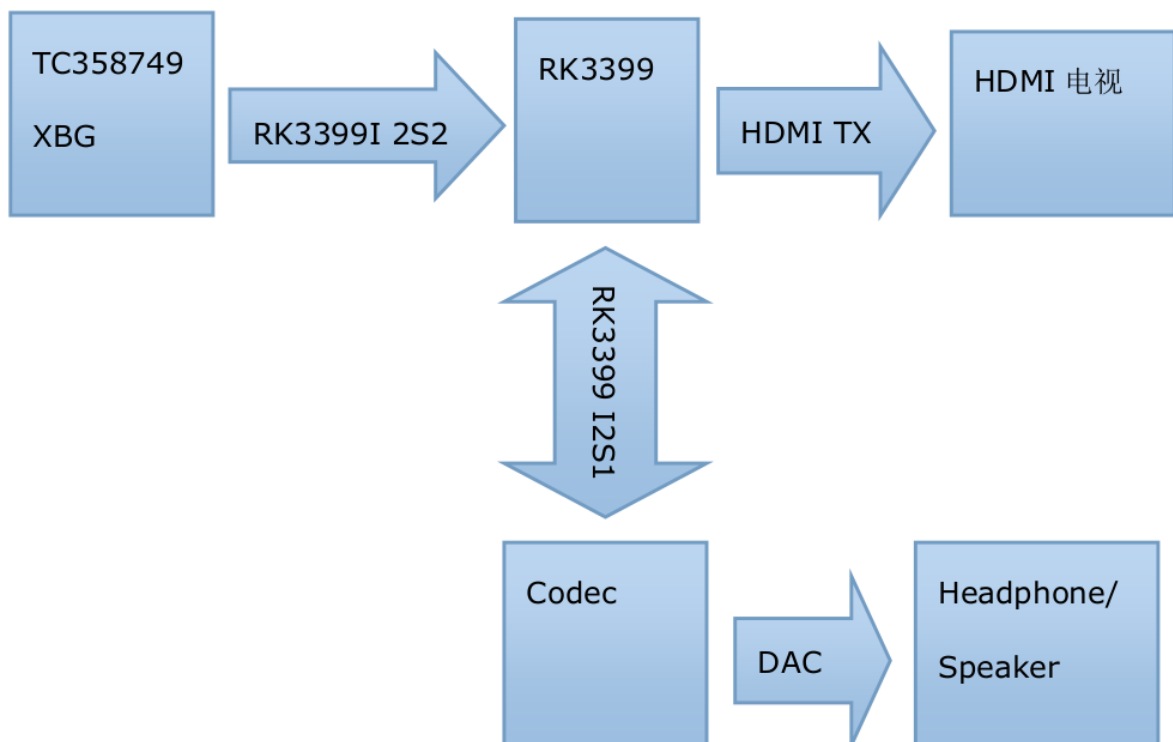 TC358749
XBG
RK3399I 2S2
RK3399
HDMI TX
HDMI 电视
RK3399 I2S1
Codec
DAC
Headphone/
Speaker